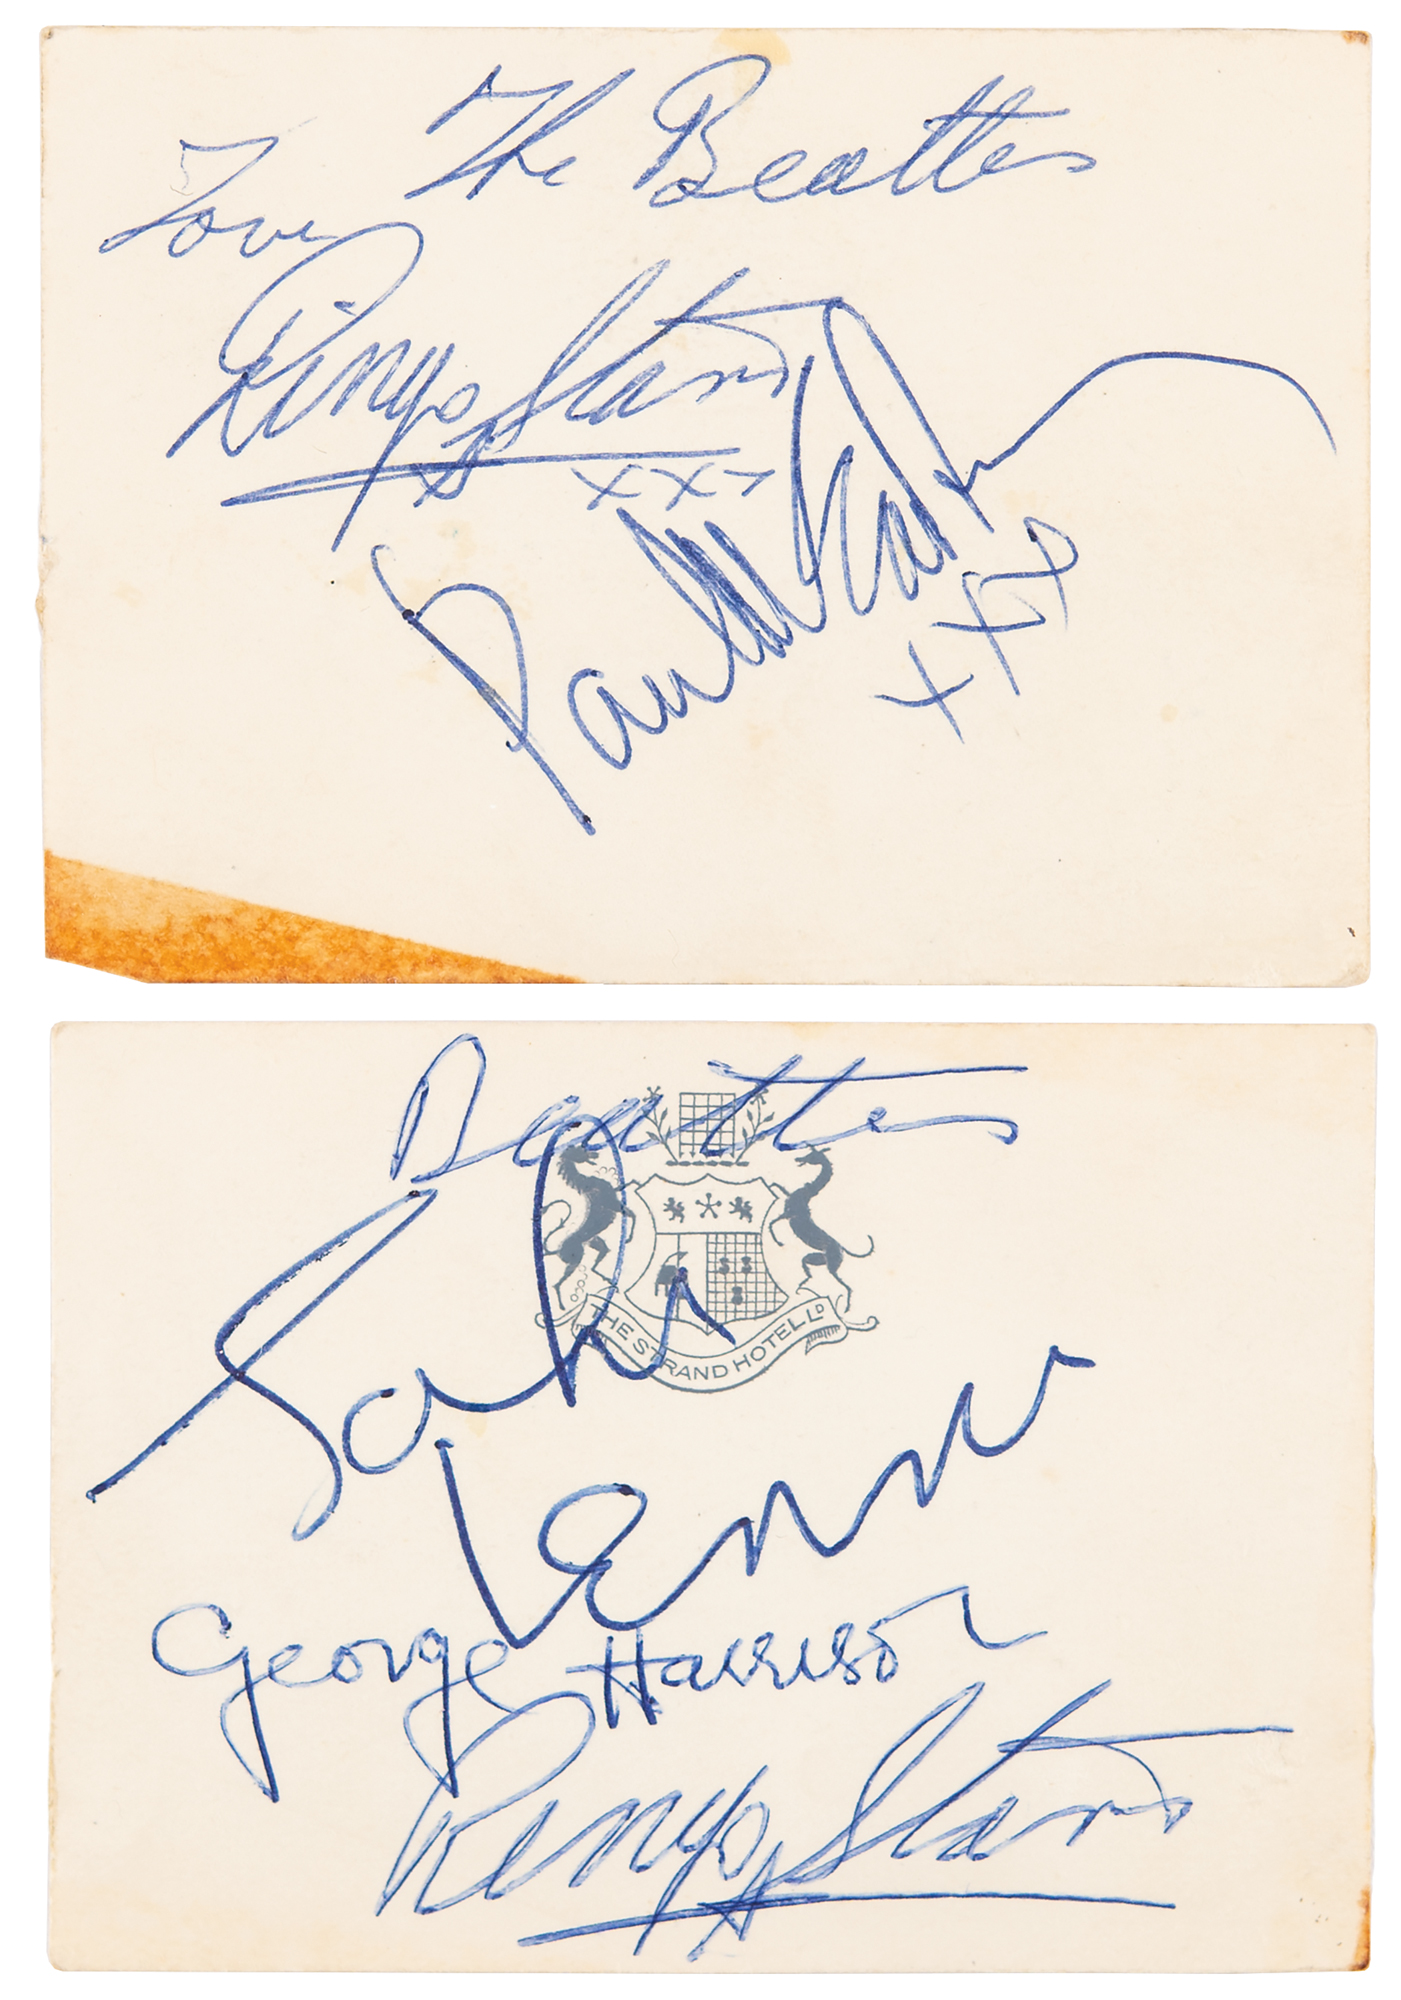 The Beatles
Love
Ringo Starr
xxx
Paul McCartney
xxx
Beatles
THE STRAND HOTEL LD
John
Lennon
George Harrison
Ringo Starr